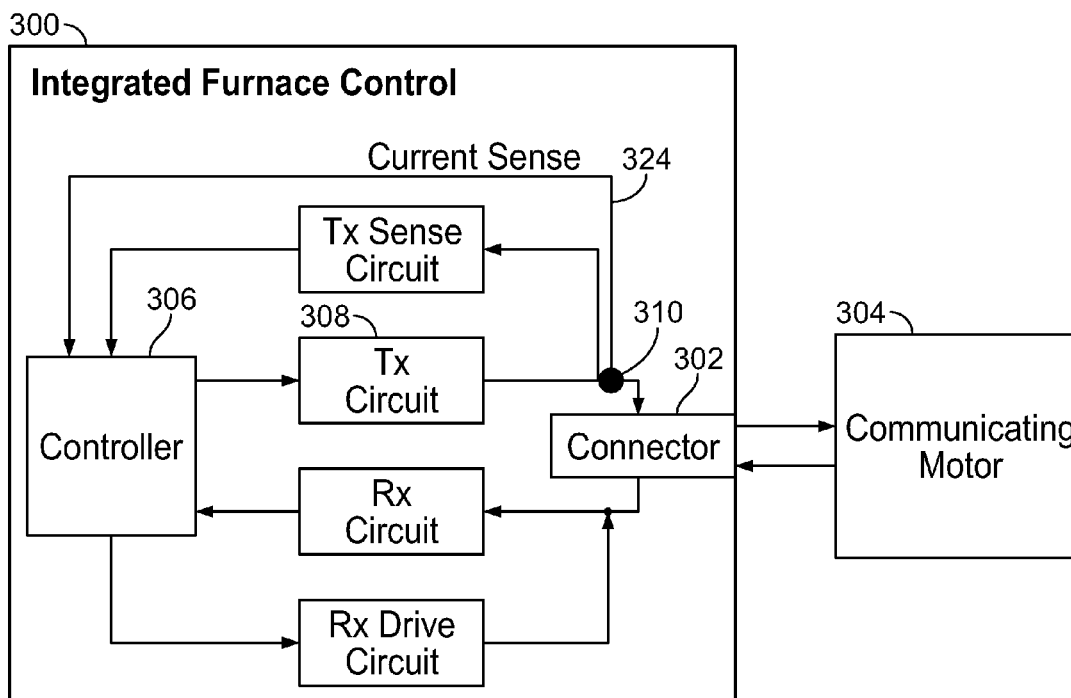 300
Integrated Furnace Control
Current Sense
324
Tx Sense
Circuit
306
308
Tx
Circuit
310
302
304
Controller
Connector
Communicating
Motor
Rx
Circuit
Rx Drive
Circuit